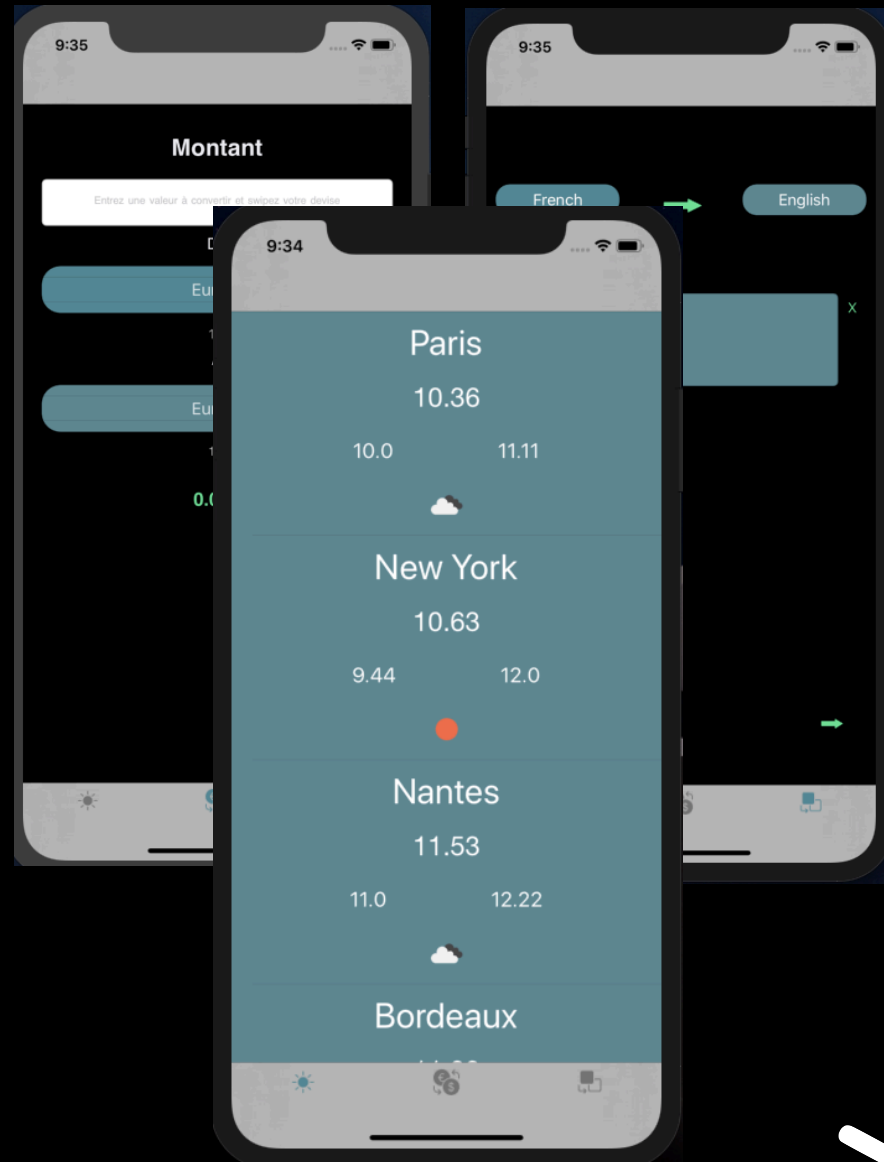 9:35
Montant
Entrez une valeur à convertir et swipez votre devise
9:35
French
English
X
9:34
Paris
10.36
10.0 11.11
New York
10.63
9.44 12.0
Nantes
11.53
11.0 12.22
Bordeaux